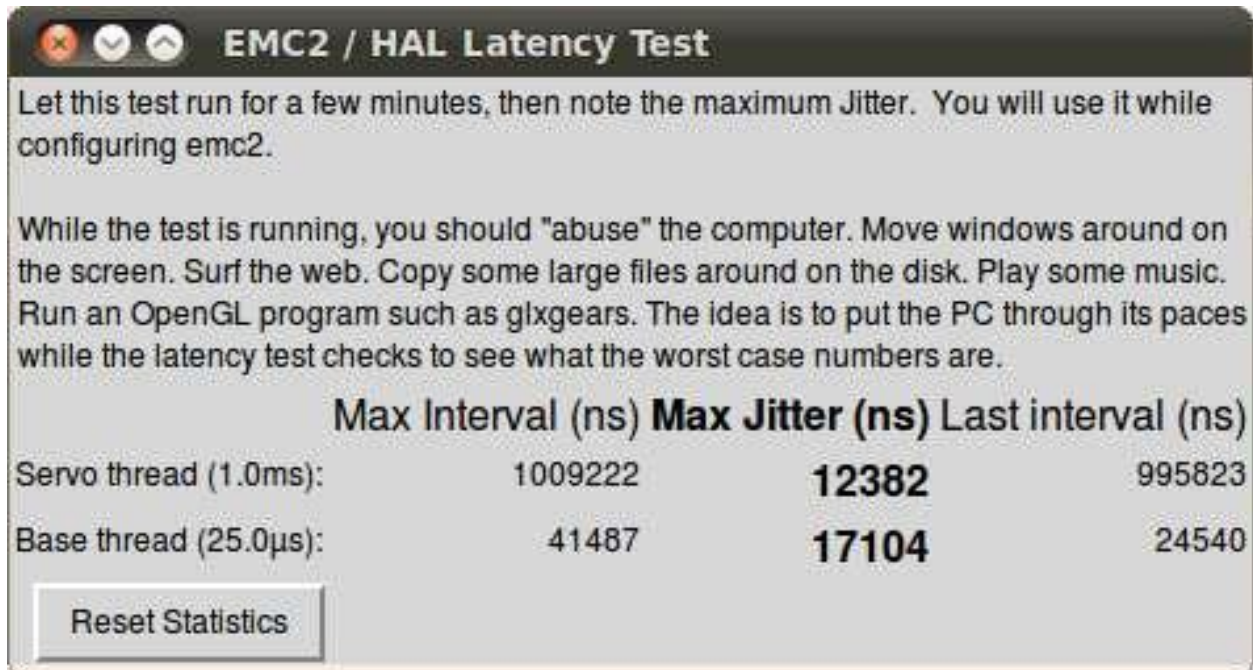 EMC2 / HAL Latency Test
Let this test run for a few minutes, then note the maximum Jitter.  You will use it while
configuring emc2.
While the test is running, you should "abuse" the computer. Move windows around on
the screen. Surf the web. Copy some large files around on the disk. Play some music.
Run an OpenGL program such as glxgears. The idea is to put the PC through its paces
while the latency test checks to see what the worst case numbers are.
Max Interval (ns) Max Jitter (ns) Last interval (ns)
Servo thread (1.0ms): 1009222 12382 995823
Base thread (25.0µs): 41487 17104 24540
Reset Statistics